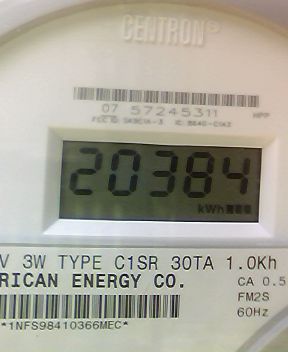 CENTRON®
07 57245311 HPP
20384
kWh
V 3W TYPE C1SR 30TA 1.0Kh
RICAN ENERGY CO. CA 0.5
FM2S
60Hz
*1NFS98410366MEC*